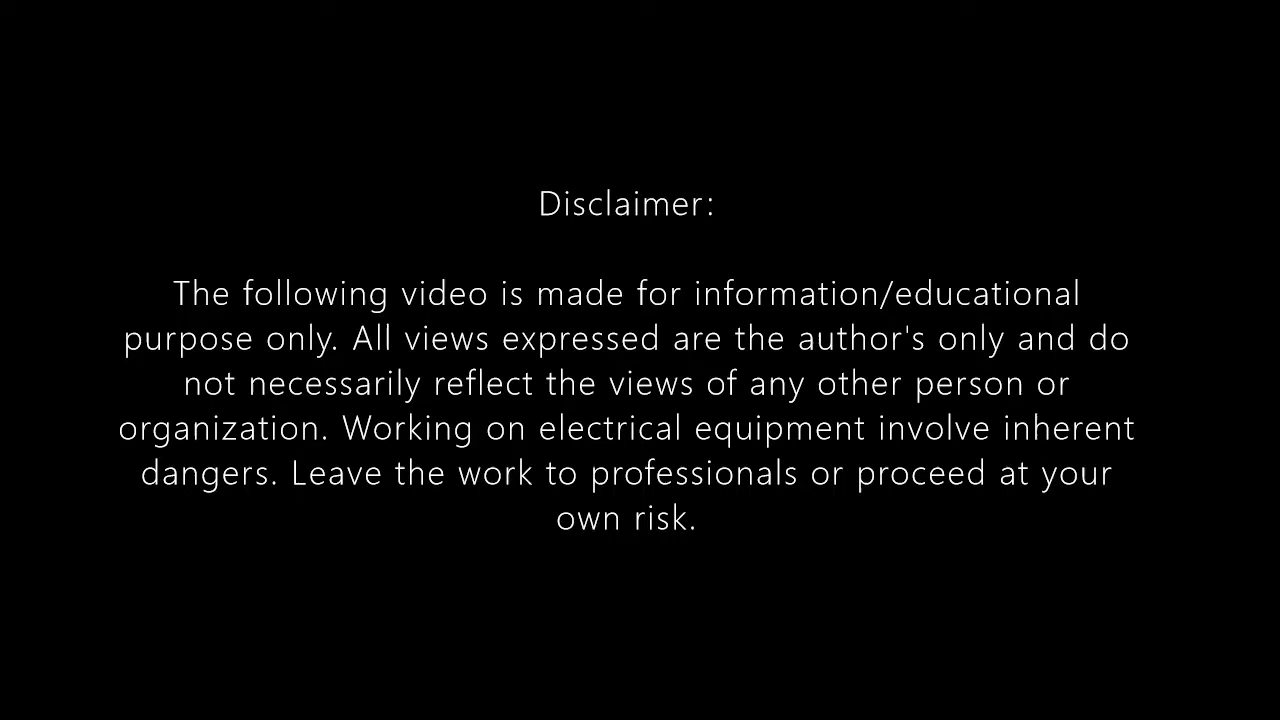 Disclaimer:
The following video is made for information/educational
purpose only. All views expressed are the author's only and do
not necessarily reflect the views of any other person or
organization. Working on electrical equipment involve inherent
dangers. Leave the work to professionals or proceed at your
own risk.